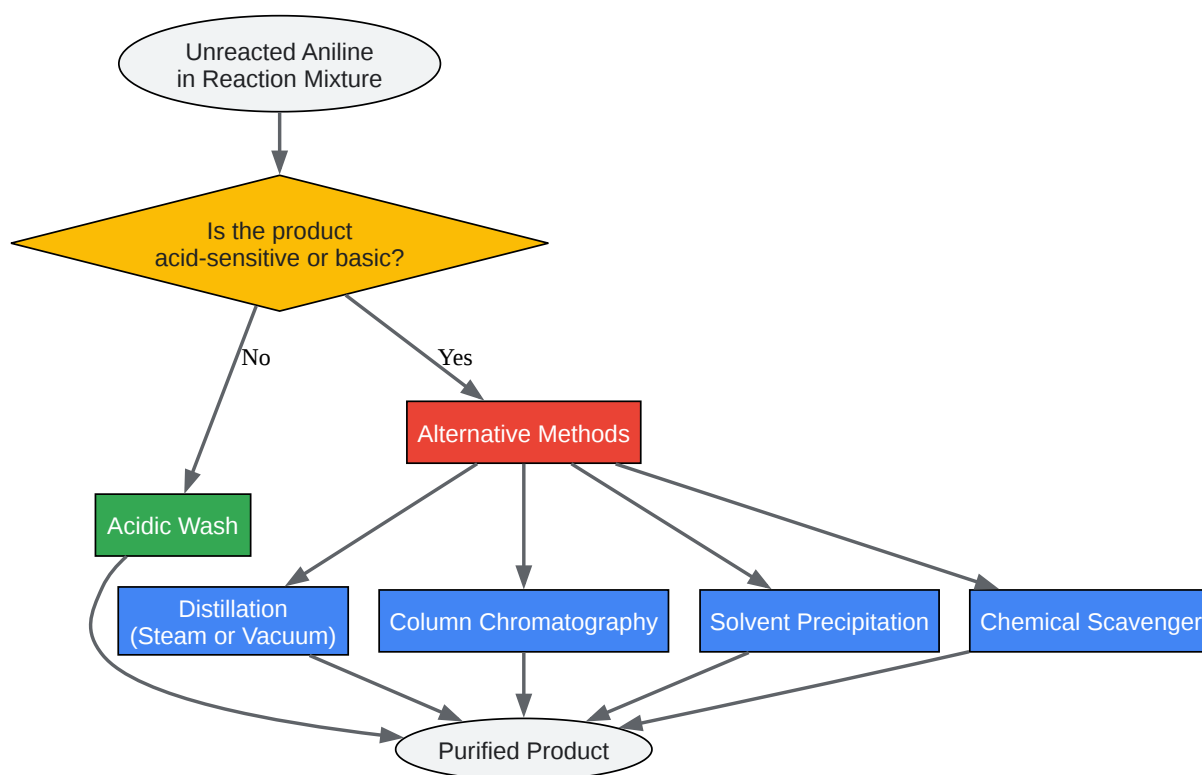 Unreacted Aniline
in Reaction Mixture
Is the product
acid-sensitive or basic?
No
Yes
Alternative Methods
Acidic Wash
Distillation
(Steam or Vacuum)
Column Chromatography
Solvent Precipitation
Chemical Scavenger
Purified Product